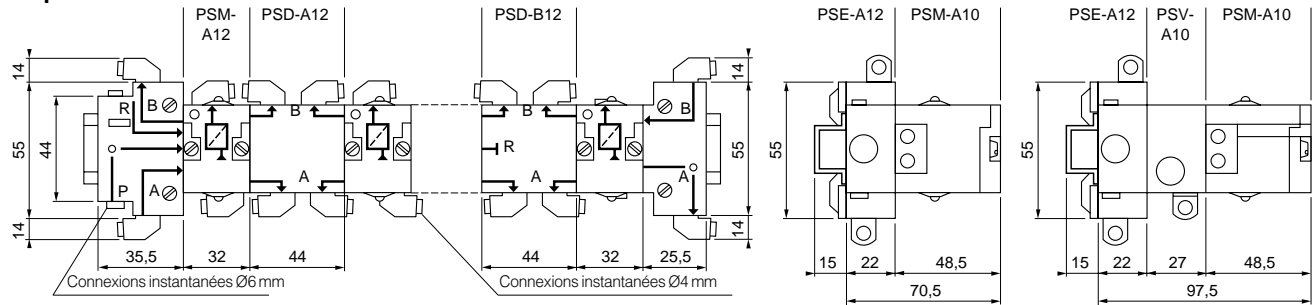 PSM-
A12
PSD-A12
PSD-B12
PSE-A12
PSM-A10
PSE-A12
PSV-
A10
PSM-A10
14
55
44
14
R
B
P
A
B
A
B
R
A
B
A
14
55
14
35,5
32
44
44
32
25,5
Connexions instantanées Ø6 mm
Connexions instantanées Ø4 mm
55
15
22
48,5
70,5
55
15
22
27
48,5
97,5